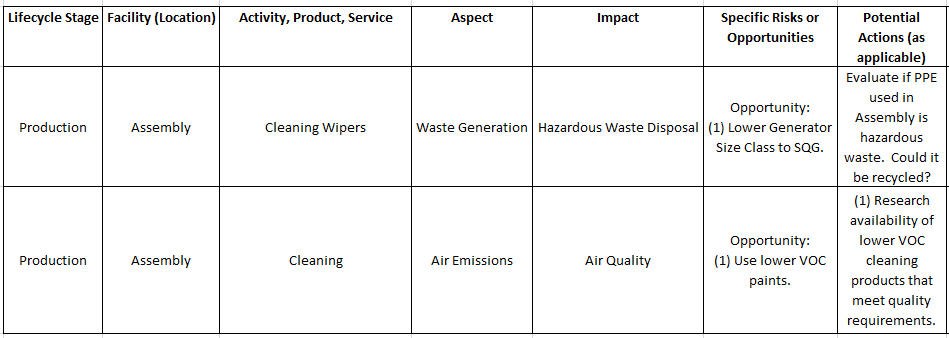 Lifecycle Stage Facility (Location) Activity, Product, Service Aspect Impact Specific Risks or Opportunities Potential Actions (as applicable)
Production Assembly Cleaning Wipers Waste Generation Hazardous Waste Disposal Opportunity:
(1) Lower Generator
Size Class to SQG.
Evaluate if PPE
used in
Assembly is
hazardous
waste.  Could it
be recycled?
Production Assembly Cleaning Air Emissions Air Quality Opportunity:
(1) Use lower VOC
paints.
(1) Research
availability of
lower VOC
cleaning
products that
meet quality
requirements.